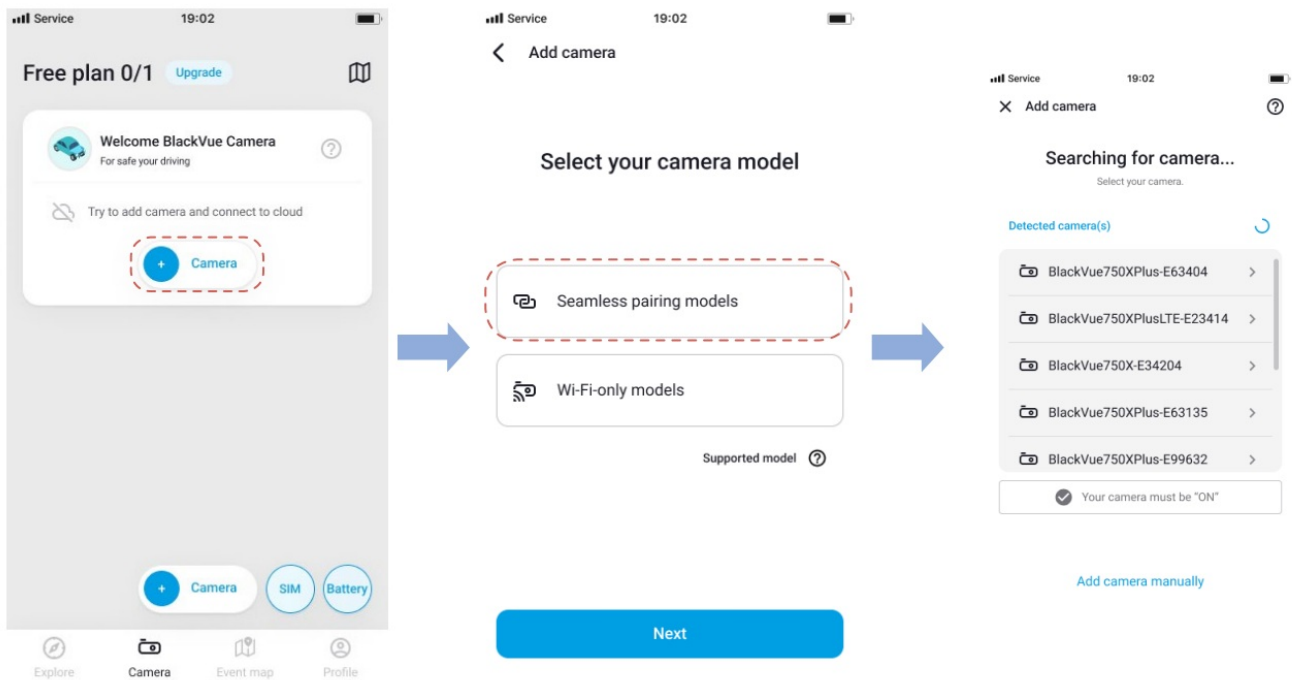 Service 19:02
Free plan 0/1 Upgrade
Welcome BlackVue Camera
For safe your driving
Try to add camera and connect to cloud
+ Camera
+ Camera SIM Battery
Explore Camera Event map Profile
Service 19:02
Add camera
Select your camera model
Seamless pairing models
Wi-Fi-only models
Supported model ?
Next
Service 19:02
Add camera ?
Searching for camera...
Select your camera.
Detected camera(s)
BlackVue750XPlus-E63404
BlackVue750XPlusLTE-E23414
BlackVue750X-E34204
BlackVue750XPlus-E63135
BlackVue750XPlus-E99632
Your camera must be "ON"
Add camera manually